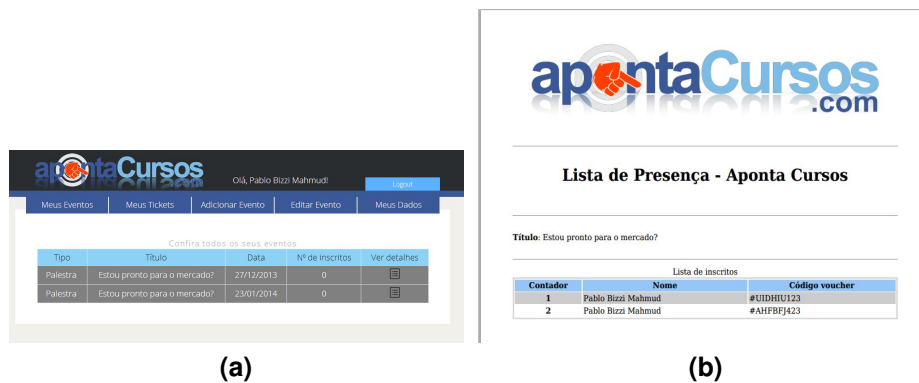 apontaCursos
.com
Olá, Pablo Bizzi Mahmud!
Logout
Meus Eventos Meus Tickets Adicionar Evento Editar Evento Meus Dados
Confira todos os seus eventos
Tipo Título Data Nº de inscritos Ver detalhes
Palestra Estou pronto para o mercado? 27/12/2013 0
Palestra Estou pronto para o mercado? 23/01/2014 0
(a)
apontaCursos
.com
Lista de Presença - Aponta Cursos
Título: Estou pronto para o mercado?
Lista de inscritos
Contador Nome Código voucher
1 Pablo Bizzi Mahmud #UIDHIU123
2 Pablo Bizzi Mahmud #AHFBFJ423
(b)